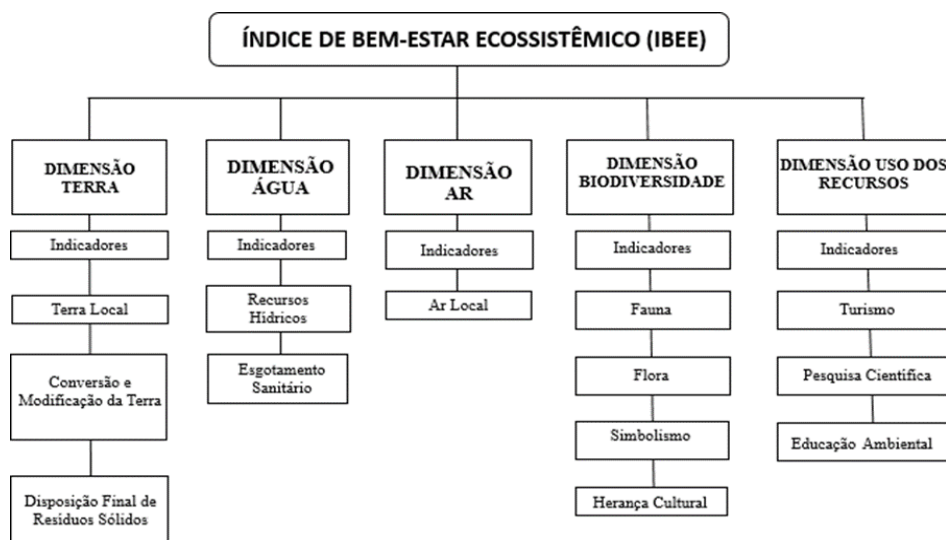 ÍNDICE DE BEM-ESTAR ECOSSISTÊMICO (IBEE)
DIMENSÃO
TERRA
Indicadores
Terra Local
Conversão e
Modificação da Terra
Disposição Final de
Resíduos Sólidos
DIMENSÃO
ÁGUA
Indicadores
Recursos
Hídricos
Esgotamento
Sanitário
DIMENSÃO
AR
Indicadores
Ar Local
DIMENSÃO
BIODIVERSIDADE
Indicadores
Fauna
Flora
Simbolismo
Herança Cultural
DIMENSÃO USO DOS
RECURSOS
Indicadores
Turismo
Pesquisa Científica
Educação Ambiental